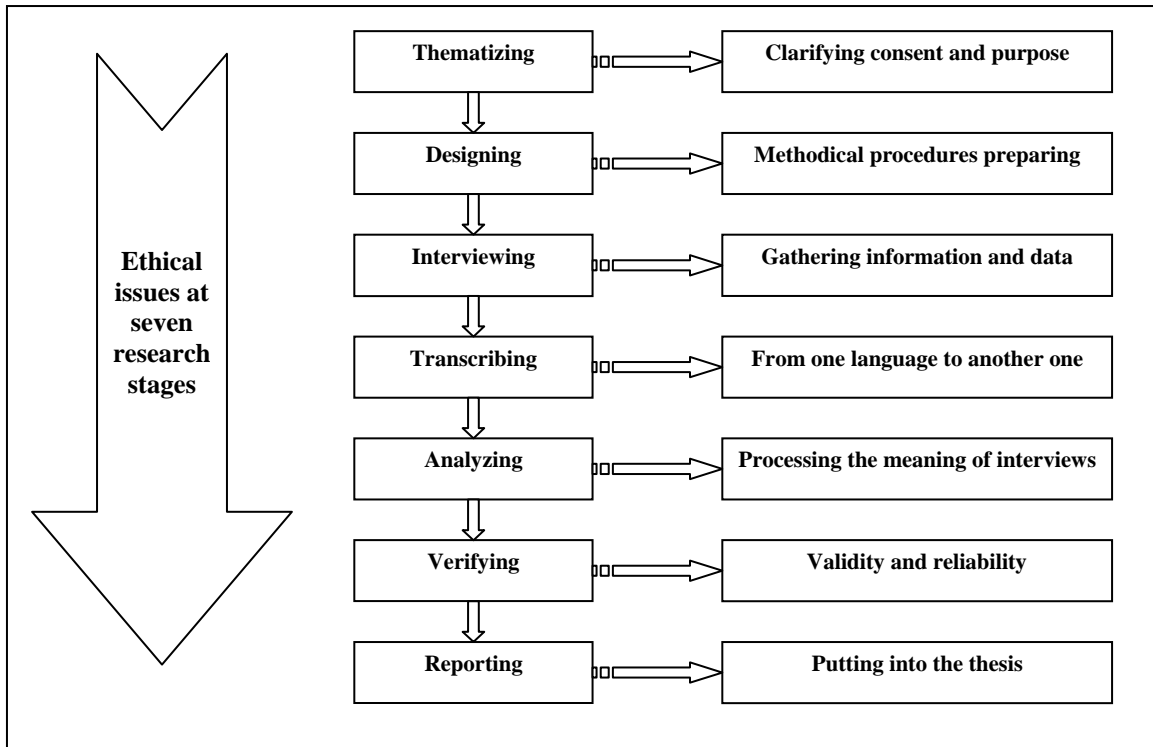 Thematizing
Clarifying consent and purpose
Designing
Methodical procedures preparing
Interviewing
Gathering information and data
Ethical
issues at
seven
research
stages
Transcribing
From one language to another one
Analyzing
Processing the meaning of interviews
Verifying
Validity and reliability
Reporting
Putting into the thesis